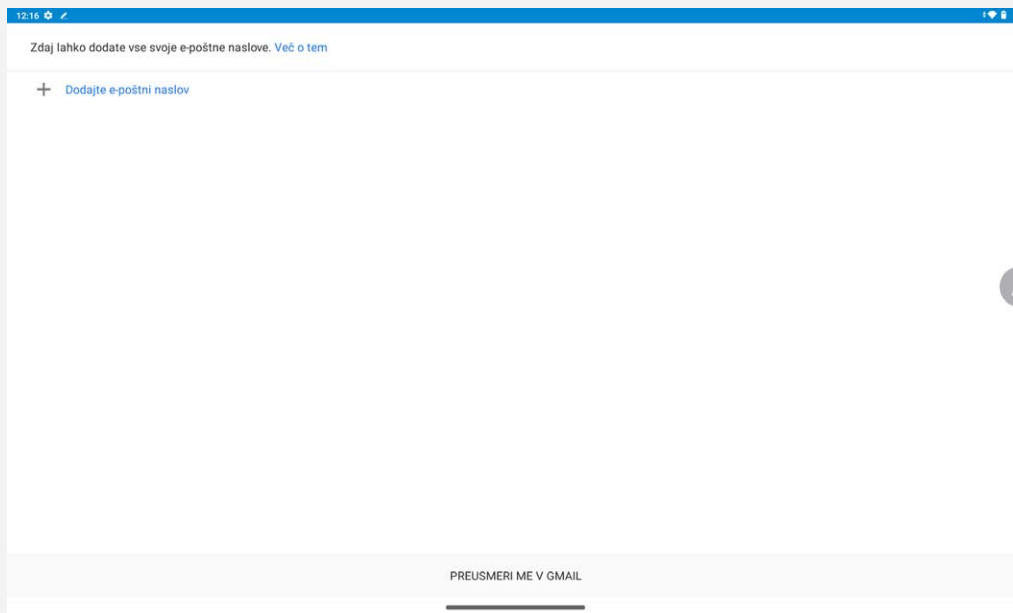 12:16
Zdaj lahko dodate vse svoje e-poštne naslove. Več o tem
Dodajte e-poštni naslov
PREUSMERI ME V GMAIL